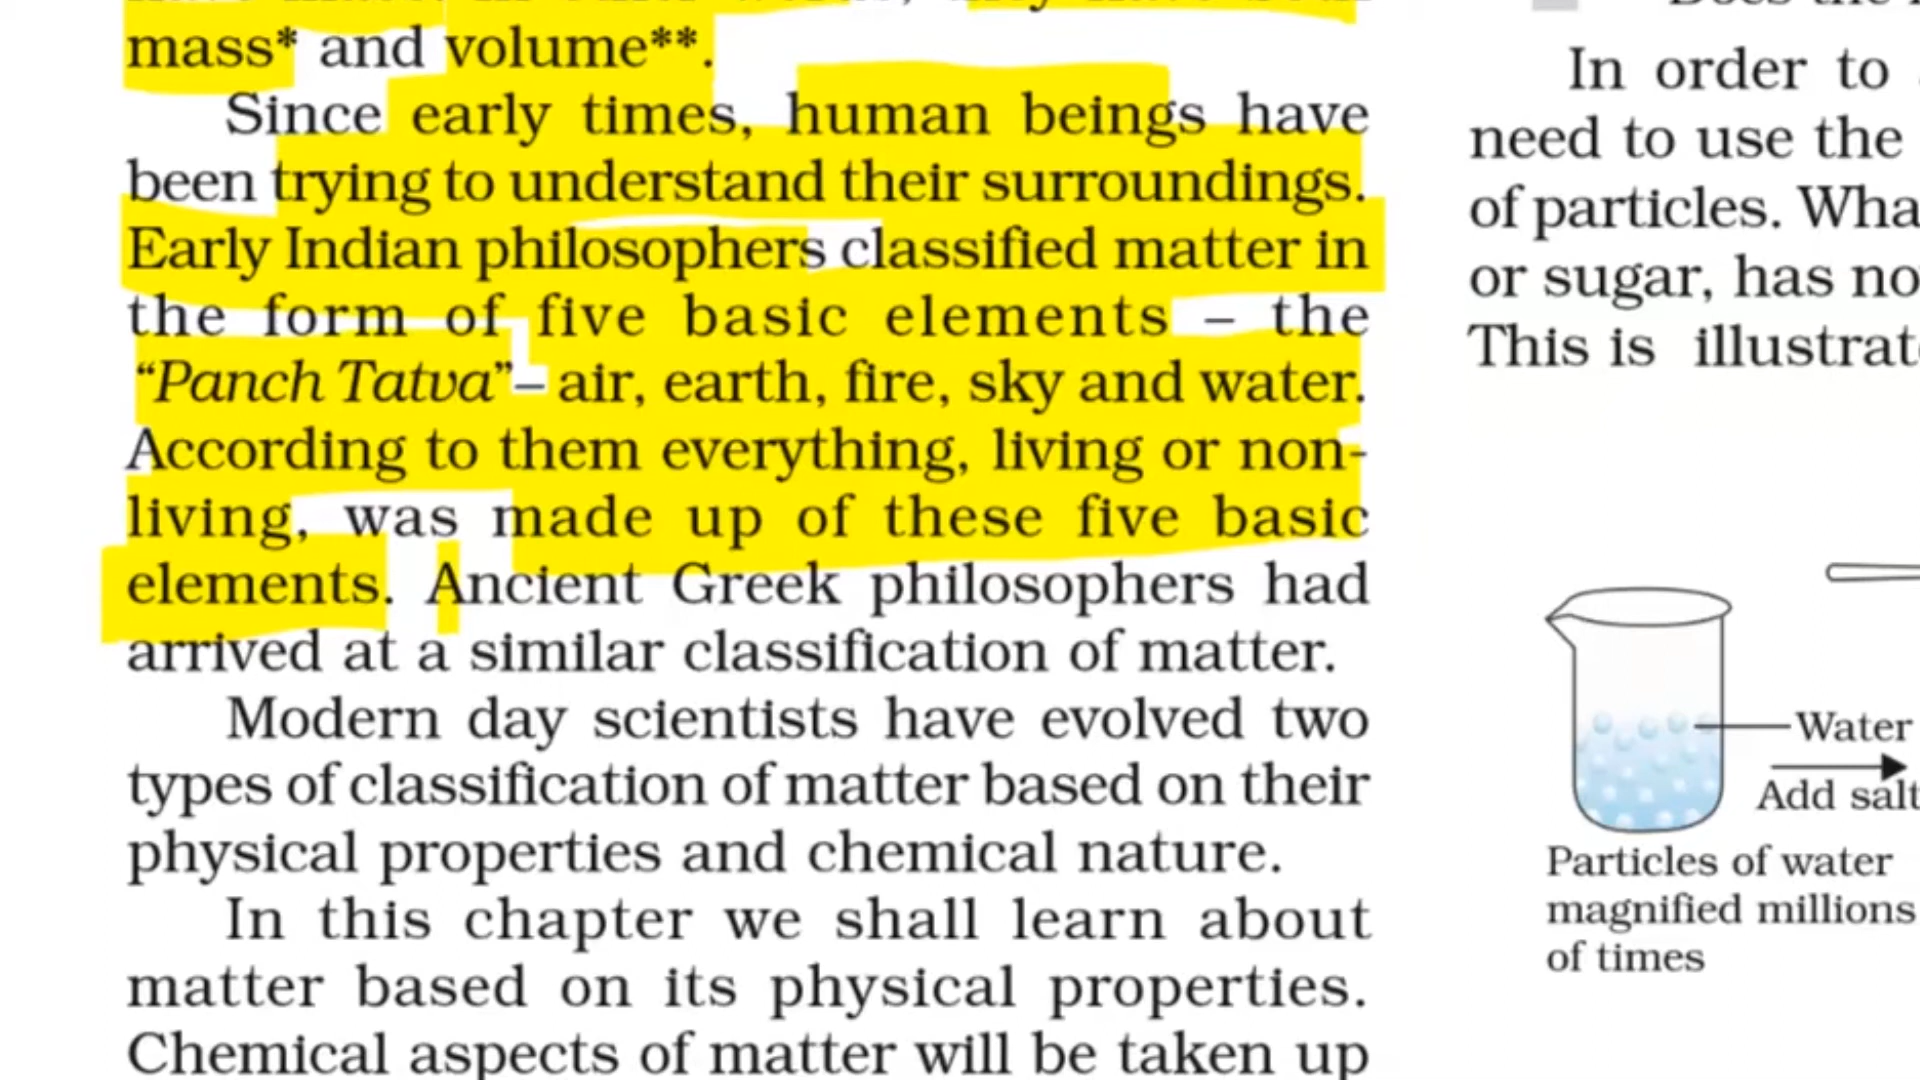 mass* and volume**.
Since early times, human beings have
been trying to understand their surroundings.
Early Indian philosophers classified matter in
the form of five basic elements – the
“Panch Tatva”– air, earth, fire, sky and water.
According to them everything, living or non-
living, was made up of these five basic
elements. Ancient Greek philosophers had
arrived at a similar classification of matter.
Modern day scientists have evolved two
types of classification of matter based on their
physical properties and chemical nature.
In this chapter we shall learn about
matter based on its physical properties.
Chemical aspects of matter will be taken up
In order to
need to use the
of particles.
or sugar, has
This is
Water
Add salt
Particles of water
magnified millions
of times